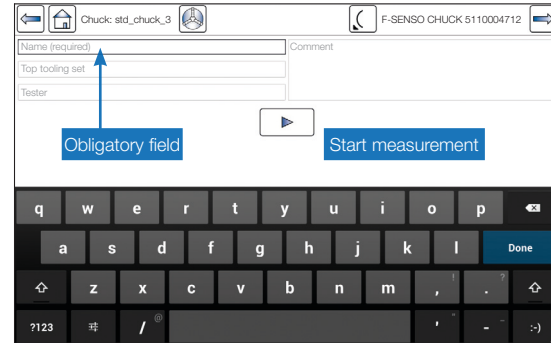 Chuck: std_chuck_3 F-SENSO CHUCK 5110004712
Name (required) Comment
Top tooling set
Tester
Obligatory field Start measurement
q w e r t y u i o p
a s d f g h j k l Done
z x c v b n m , ! . ?
?123 / @ ' " - _ :-)